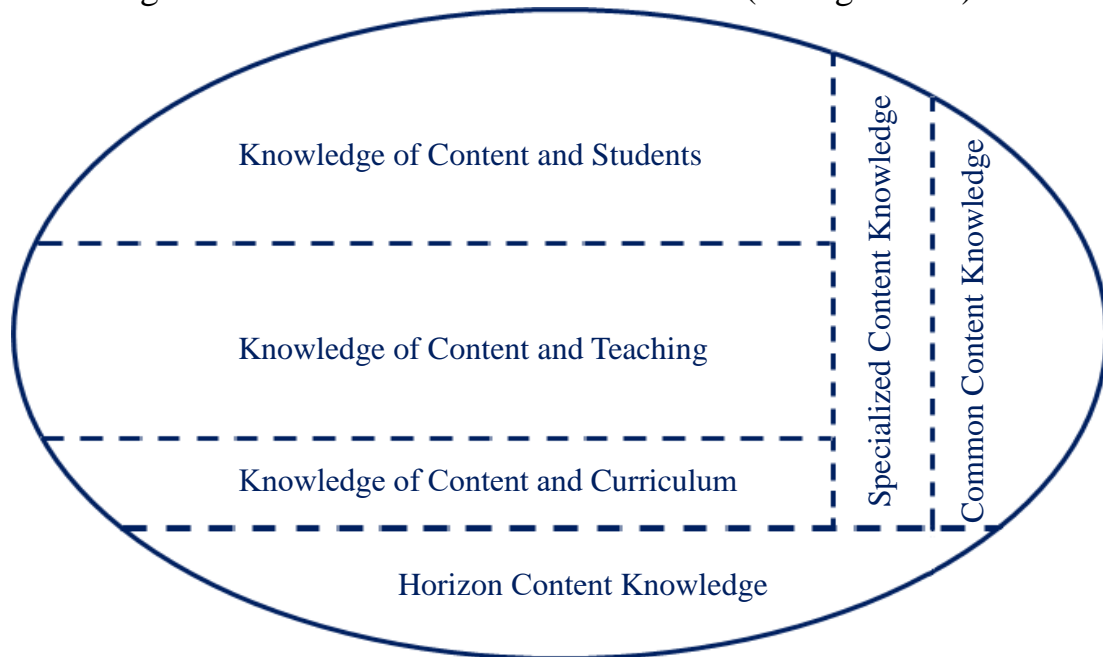 Knowledge of Content and Students
Knowledge of Content and Teaching
Knowledge of Content and Curriculum
Specialized Content Knowledge
Common Content Knowledge
Horizon Content Knowledge